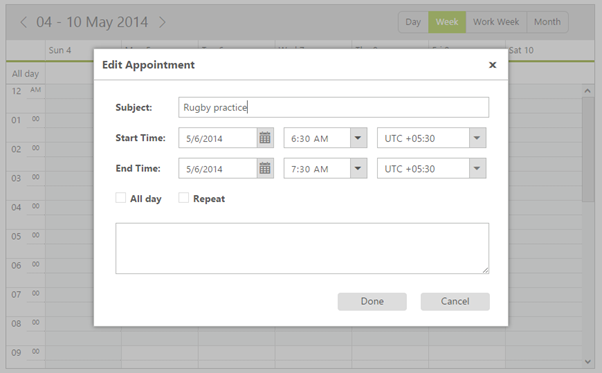 04 - 10 May 2014 Day Week Work Week Month
Sun 4 Sat 10
Edit Appointment
All day
12 AM
Subject: Rugby practice
01 00
Start Time: 5/6/2014 6:30 AM UTC +05:30
02 00
End Time: 5/6/2014 7:30 AM UTC +05:30
03 00
All day Repeat
04 00
05 00
06 00
07 00
Done Cancel
08 00
09 00